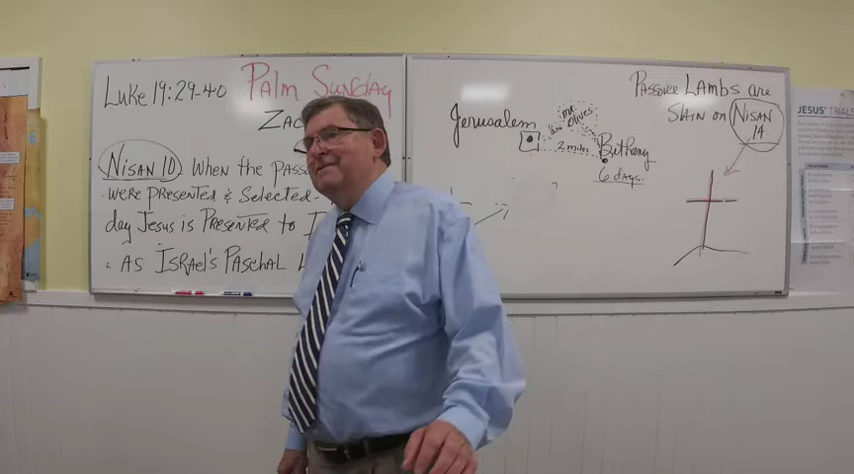 Luke 19:29-40
Palm Sunday
NISAN 10 WHEN the
WERE PRESENTED & SELECTED
day JESUS is PRESENTED to
AS ISRAEL'S PASCHAL
Jerusalem
mt Olives
2 miles
Bethany
6 days.
PASSOVER LAMBS ARE
SLAIN on NISAN
14
JESUS' TRIALS